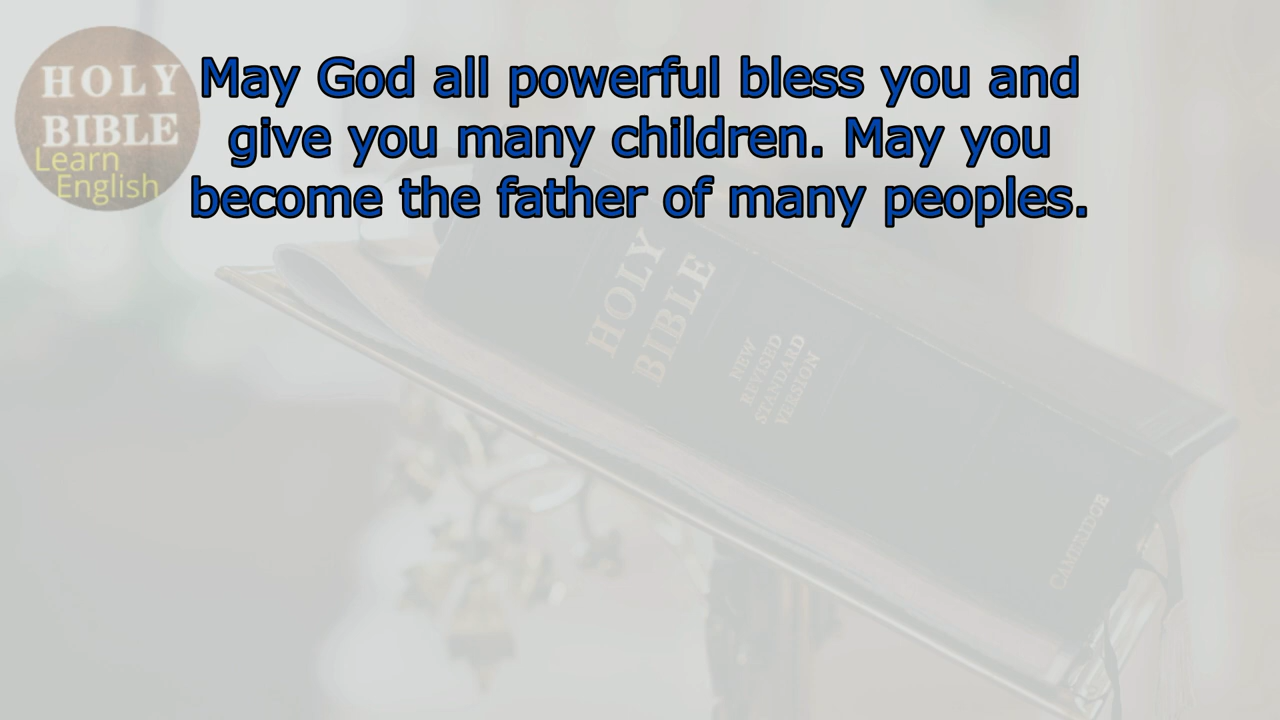 HOLY
BIBLE
Learn
English
May God all powerful bless you and
give you many children. May you
become the father of many peoples.
HOLY
BIBLE
NEW
REVISED
STANDARD
VERSION
CAMBRIDGE